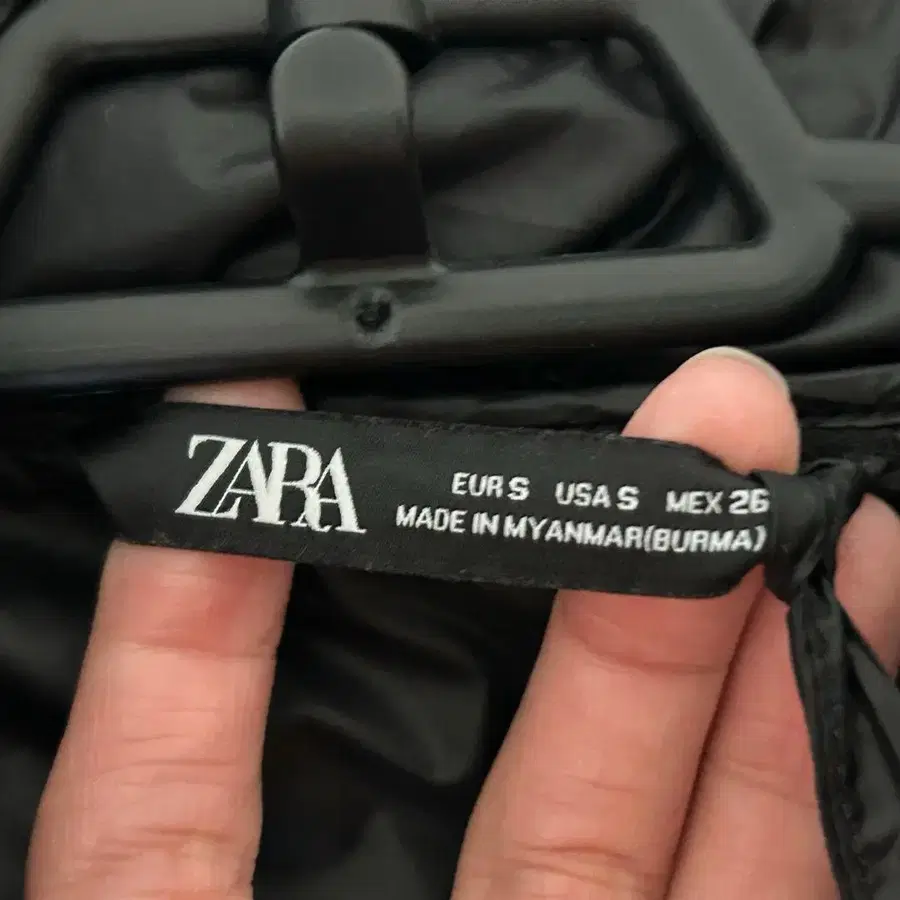 ZARA
EUR S USA S MEX 26
MADE IN MYANMAR(BURMA)